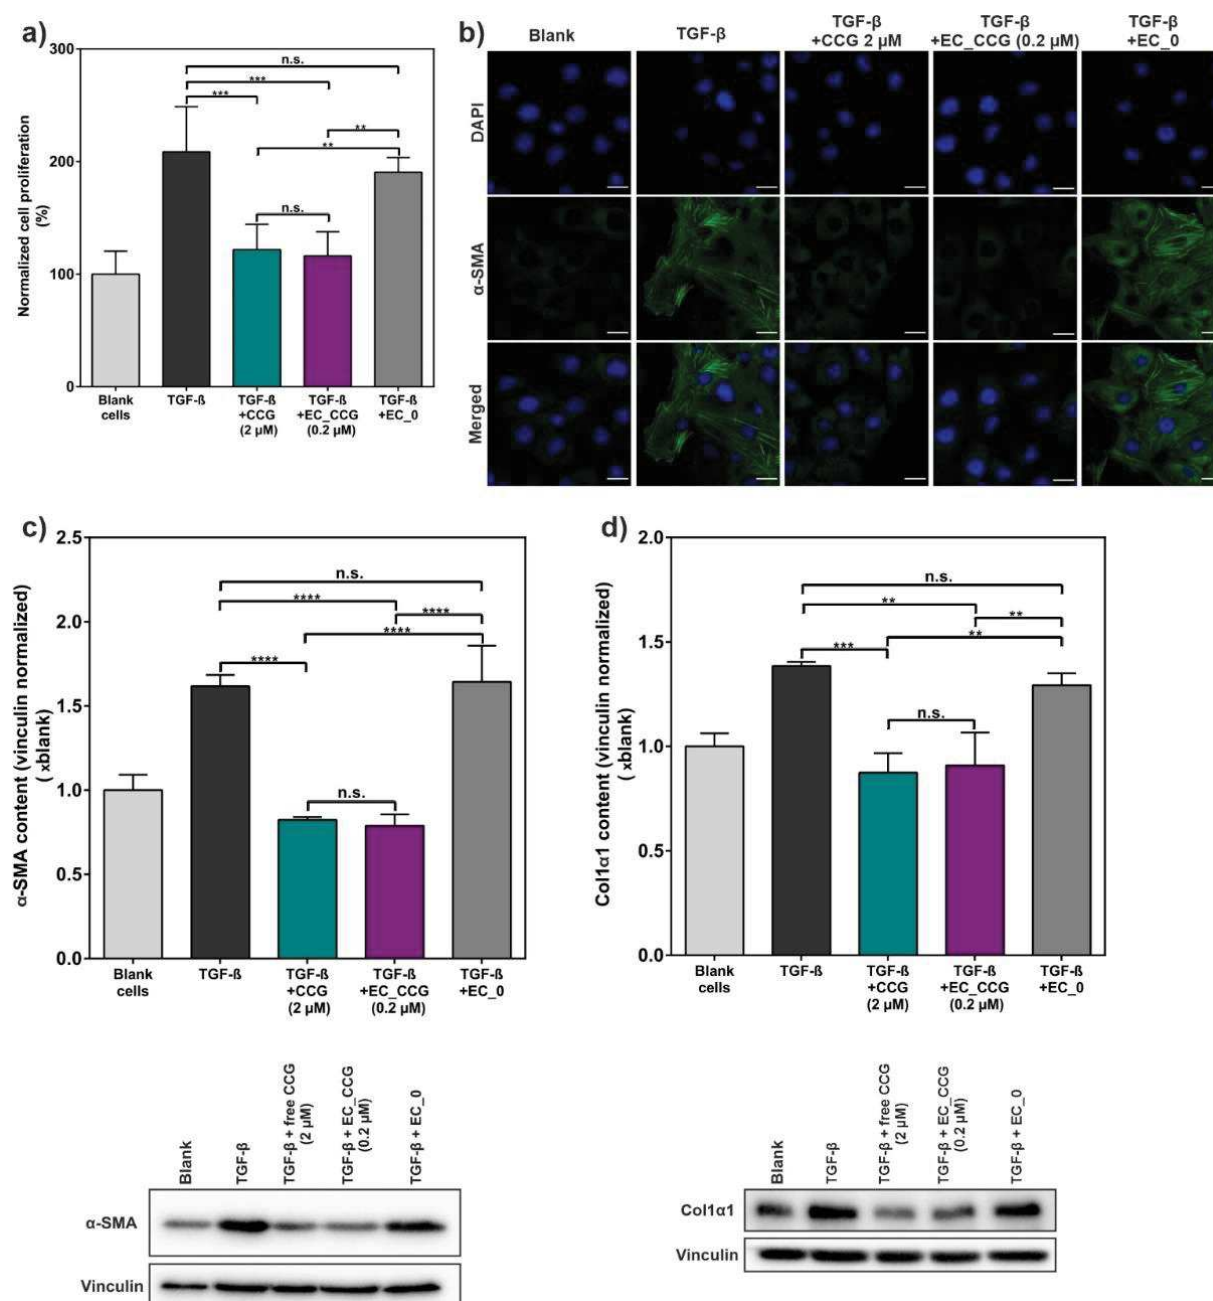 a)
300
200
100
0
Normalized cell proliferation
(%)
n.s.
***
***
**
**
n.s.
Blank
cells
TGF-ß
TGF-ß
+CCG
(2 µM)
TGF-ß
+EC_CCG
(0.2 µM)
TGF-ß
+EC_0
b)
Blank
TGF-β
TGF-β
+CCG 2 µM
TGF-β
+EC_CCG (0.2 µM)
TGF-β
+EC_0
DAPI
α-SMA
Merged
c)
2.5
2.0
1.5
1.0
0.5
0.0
α-SMA content (vinculin normalized)
( xblank)
n.s.
****
****
****
****
n.s.
Blank
cells
TGF-ß
TGF-ß
+CCG
(2 µM)
TGF-ß
+EC_CCG
(0.2 µM)
TGF-ß
+EC_0
d)
2.0
1.5
1.0
0.5
0.0
Col1α1 content (vinculin normalized)
( xblank)
n.s.
**
**
**
***
n.s.
Blank
cells
TGF-ß
TGF-ß
+CCG
(2 µM)
TGF-ß
+EC_CCG
(0.2 µM)
TGF-ß
+EC_0
Blank
TGF-β
TGF-β + free CCG
(2 µM)
TGF-β + EC_CCG
(0.2 µM)
TGF-β + EC_0
α-SMA
Vinculin
Blank
TGF-β
TGF-β + free CCG
(2 µM)
TGF-β + EC_CCG
(0.2 µM)
TGF-β + EC_0
Col1α1
Vinculin